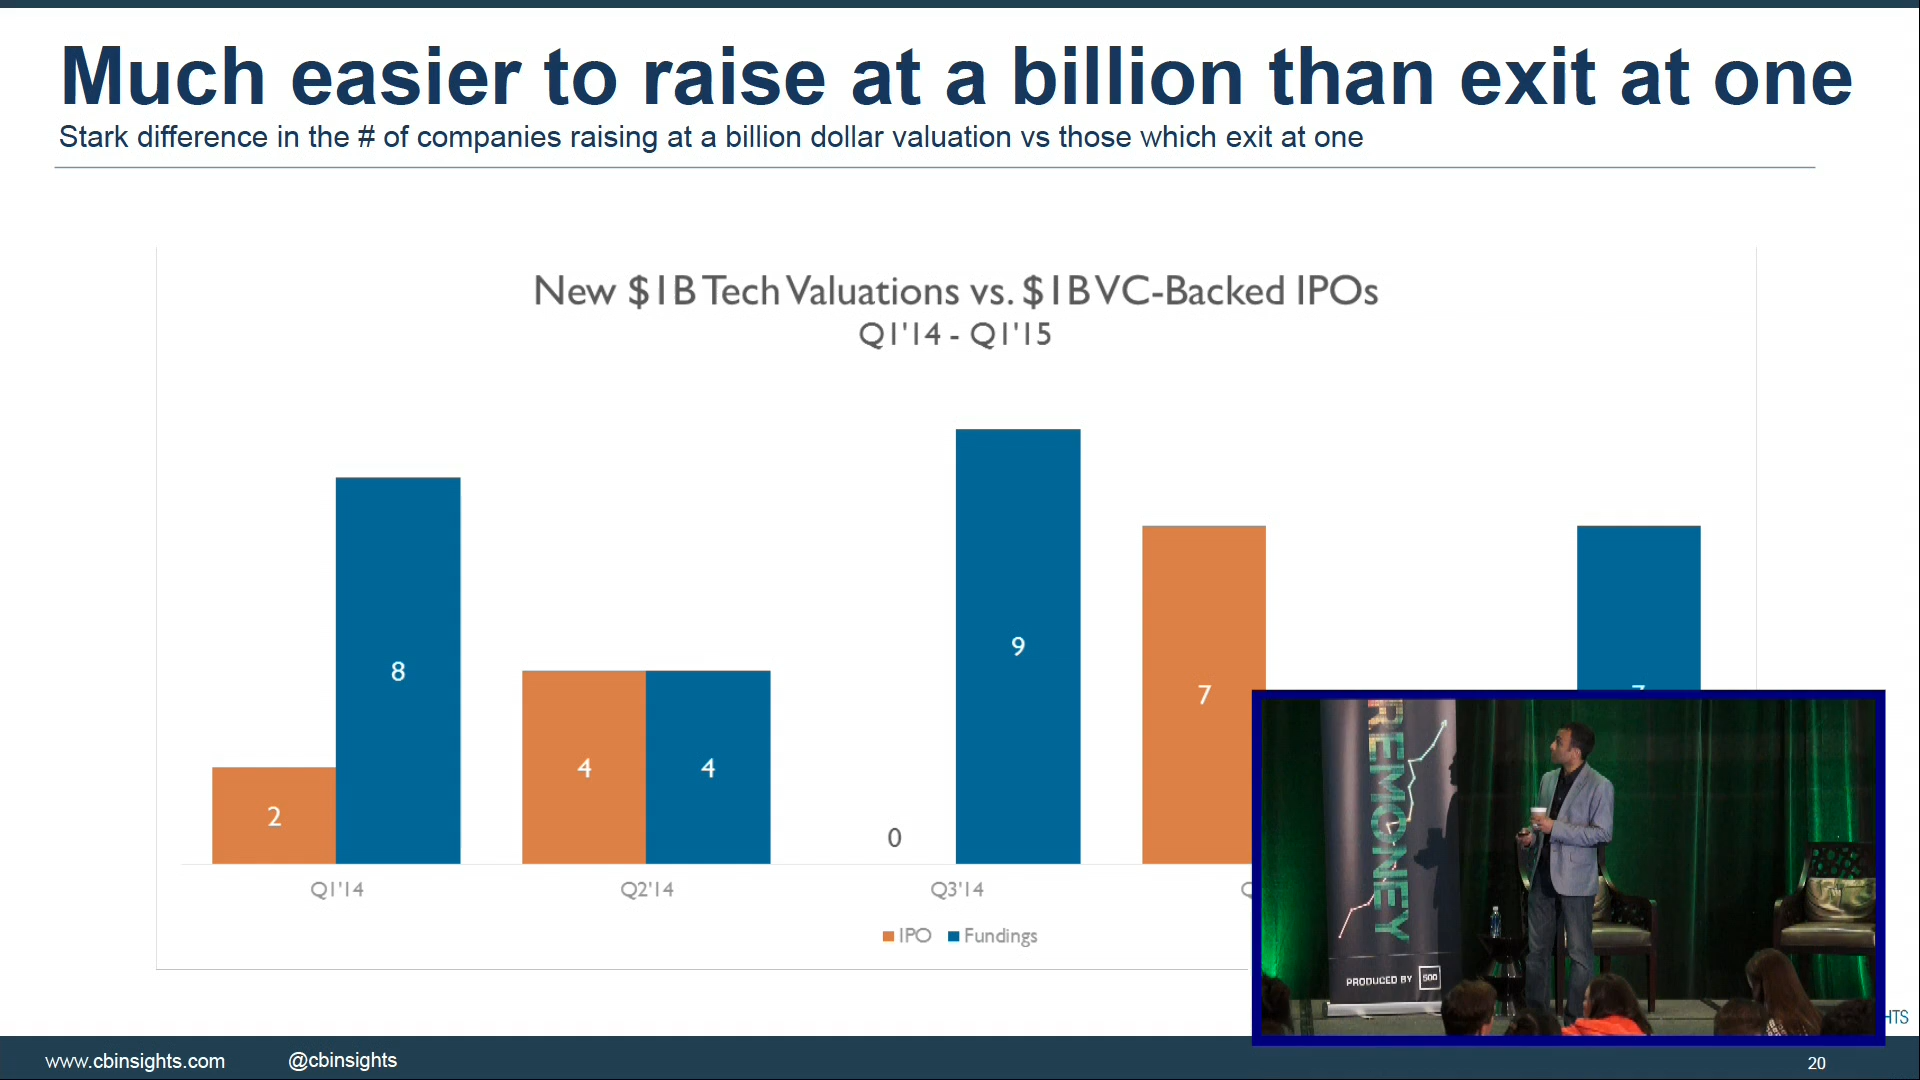 Much easier to raise at a billion than exit at one
Stark difference in the # of companies raising at a billion dollar valuation vs those which exit at one
New $1B Tech Valuations vs. $1B VC-Backed IPOs
Q1'14 - Q1'15
2
8
4
4
0
9
7
7
Q1'14
Q2'14
Q3'14
IPO
Fundings
REMONEY
PRODUCED BY 500
www.cbinsights.com
@cbinsights
20